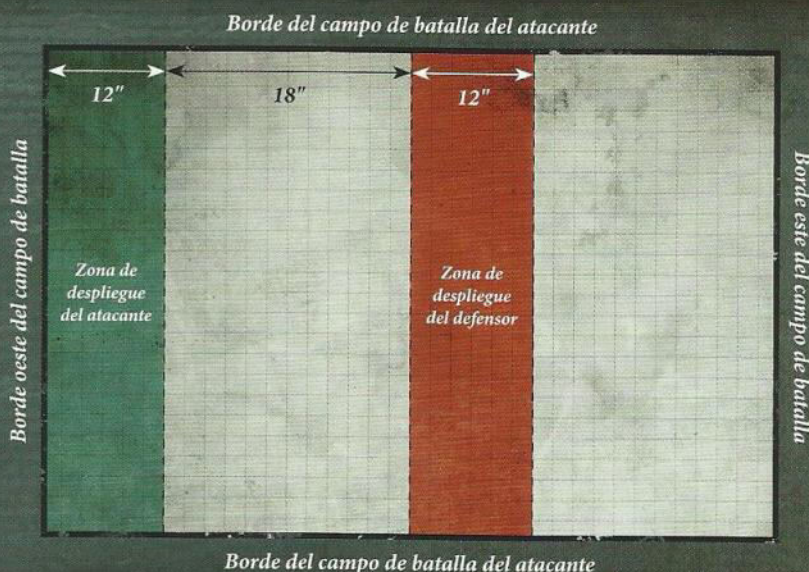 Borde del campo de batalla del atacante
12"
18"
12"
Borde oeste del campo de batalla
Zona de
despliegue
del atacante
Zona de
despliegue
del defensor
Borde este del campo de batalla
Borde del campo de batalla del atacante